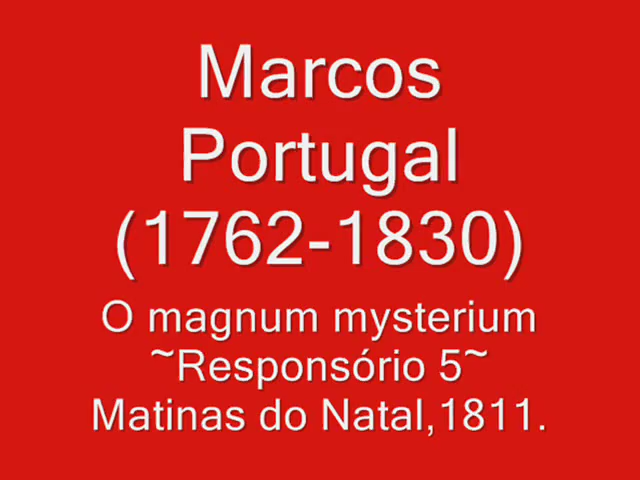 Marcos
Portugal
(1762-1830)
O magnum mysterium
~Responsório 5~
Matinas do Natal,1811.